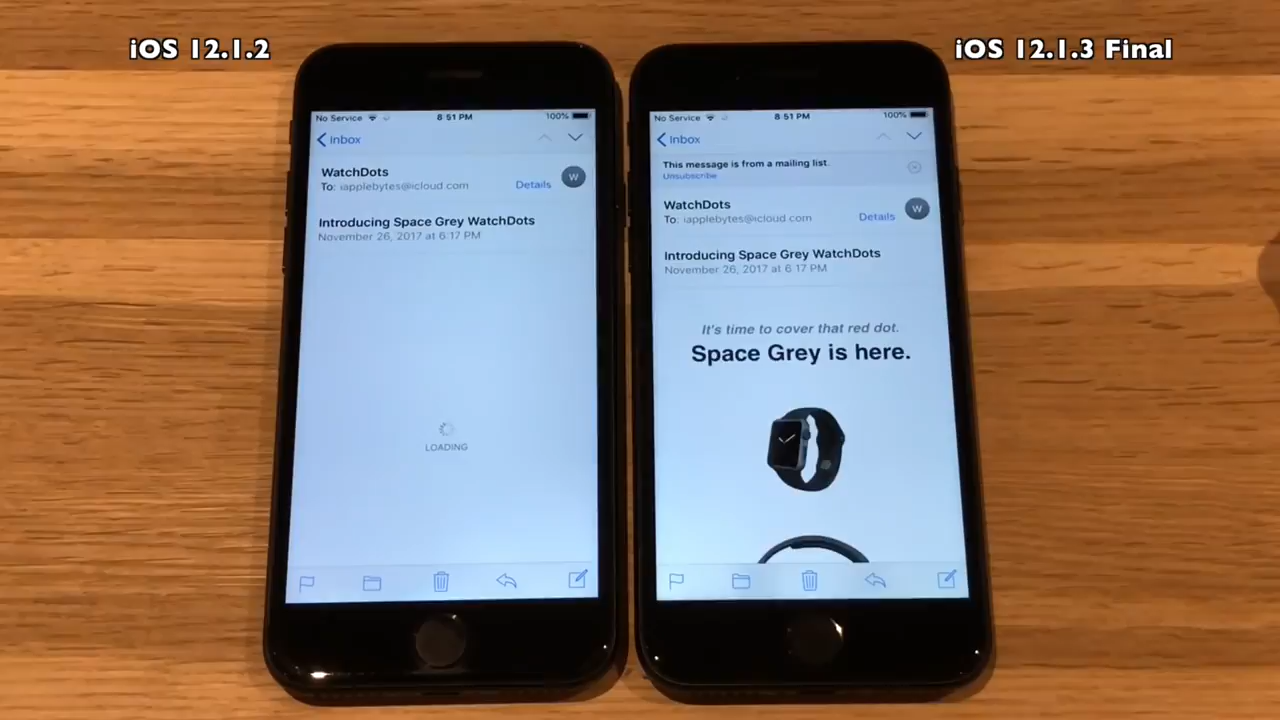 iOS 12.1.2
iOS 12.1.3 Final
No Service
8:51 PM
100%
Inbox
WatchDots
To: iapplebytes@icloud.com
Details
W
Introducing Space Grey WatchDots
November 26, 2017 at 6:17 PM
LOADING
No Service
8:51 PM
100%
Inbox
This message is from a mailing list.
Unsubscribe
WatchDots
To: iapplebytes@icloud.com
Details
W
Introducing Space Grey WatchDots
November 26, 2017 at 6:17 PM
It's time to cover that red dot.
Space Grey is here.